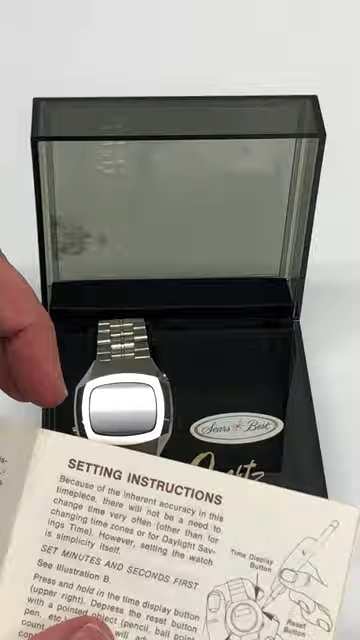 Sears Best
Quartz
SETTING INSTRUCTIONS
Because of the inherent accuracy in this
timepiece, there will not be a need to
change time very often (other than for
changing time zones or for Daylight Sav-
ings Time). However, setting the watch
is simplicity itself.
SET MINUTES AND SECONDS FIRST
See Illustration B.
Press and hold in the time display button
(upper right). Depress the reset button
with a pointed object (pencil, ball point
pen, etc
will
Time Display
Button
Reset
Button